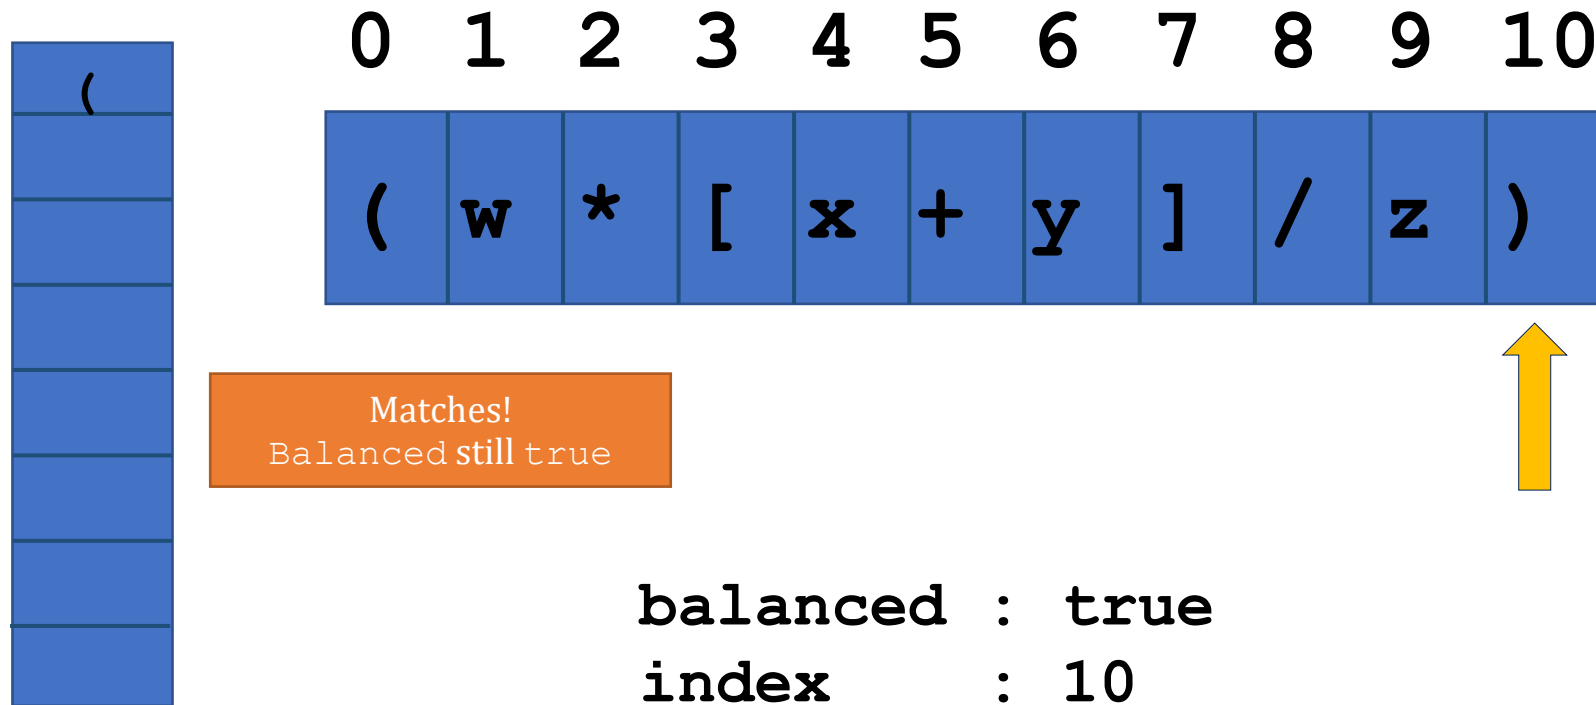 0 1 2 3 4 5 6 7 8 9 10
(
( w * [ x + y ] / z )
Matches!
Balanced still true
balanced : true
index : 10